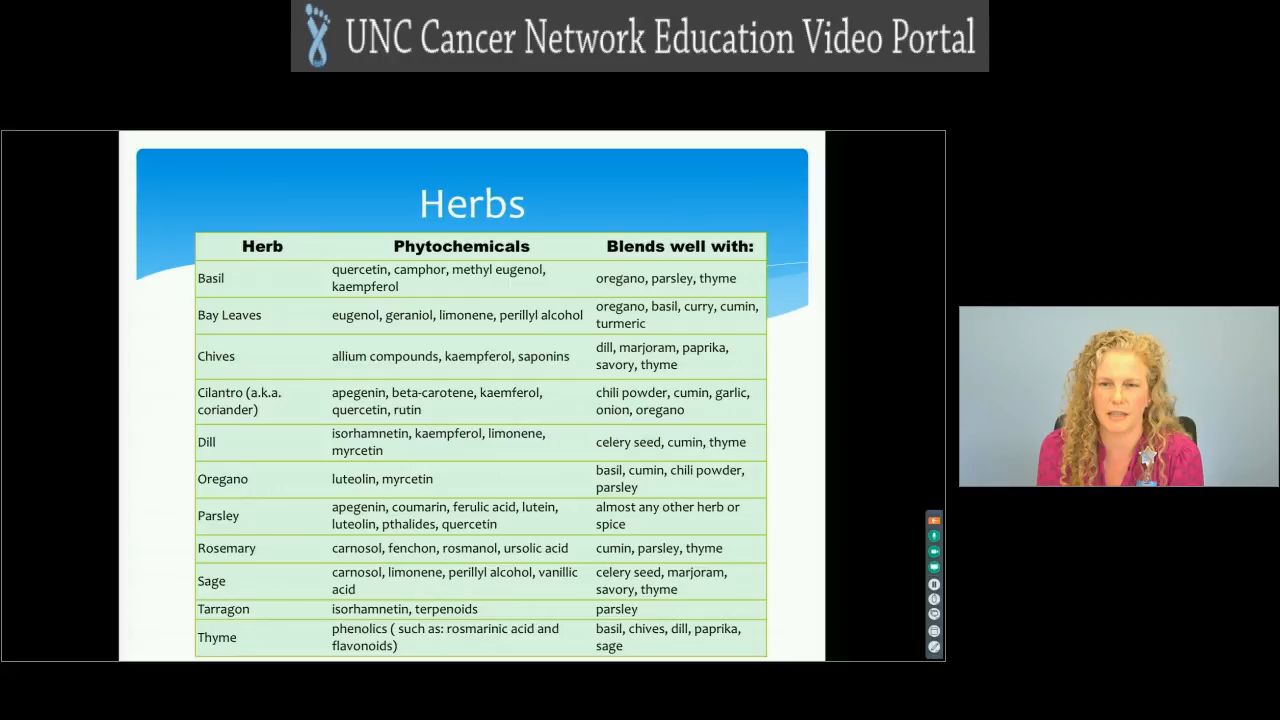 UNC Cancer Network Education Video Portal
Herbs
Herb Phytochemicals Blends well with:
Basil
quercetin, camphor, methyl eugenol,
kaempferol
oregano, parsley, thyme
Bay Leaves
eugenol, geraniol, limonene, perillyl alcohol
oregano, basil, curry, cumin,
turmeric
Chives
allium compounds, kaempferol, saponins
dill, marjoram, paprika,
savory, thyme
Cilantro (a.k.a.
coriander)
apegenin, beta-carotene, kaemferol,
quercetin, rutin
chili powder, cumin, garlic,
onion, oregano
Dill
isorhamnetin, kaempferol, limonene,
myrcetin
celery seed, cumin, thyme
Oregano
luteolin, myrcetin
basil, cumin, chili powder,
parsley
Parsley
apegenin, coumarin, ferulic acid, lutein,
luteolin, pthalides, quercetin
almost any other herb or
spice
Rosemary
carnosol, fenchon, rosmanol, ursolic acid
cumin, parsley, thyme
Sage
carnosol, limonene, perillyl alcohol, vanillic
acid
celery seed, marjoram,
savory, thyme
Tarragon
isorhamnetin, terpenoids
parsley
Thyme
phenolics ( such as: rosmarinic acid and
flavonoids)
basil, chives, dill, paprika,
sage